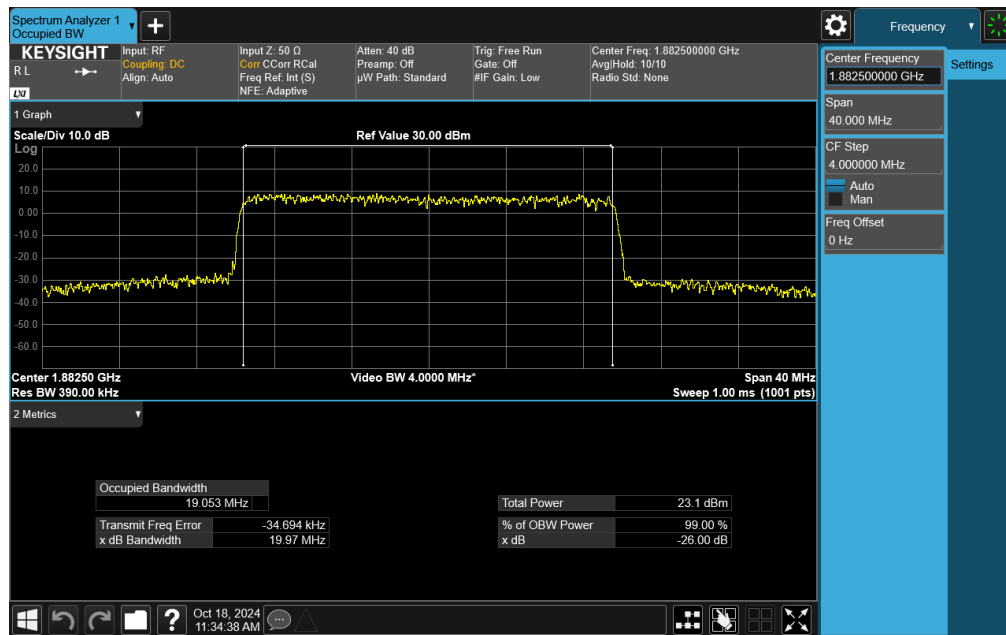 Spectrum Analyzer 1
Occupied BW
Frequency
KEYSIGHT
R L
LXI
Input: RF
Coupling: DC
Align: Auto
Input Z: 50 Ω
Corr CCorr RCal
Freq Ref: Int (S)
NFE: Adaptive
Atten: 40 dB
Preamp: Off
µW Path: Standard
Trig: Free Run
Gate: Off
#IF Gain: Low
Center Freq: 1.882500000 GHz
Avg|Hold: 10/10
Radio Std: None
Center Frequency
1.882500000 GHz
Settings
Span
40.000 MHz
CF Step
4.000000 MHz
Auto
Man
Freq Offset
0 Hz
1 Graph
Scale/Div 10.0 dB
Ref Value 30.00 dBm
Log
20.0
10.0
0.00
-10.0
-20.0
-30.0
-40.0
-50.0
-60.0
Center 1.88250 GHz
Video BW 4.0000 MHz*
Span 40 MHz
Res BW 390.00 kHz
Sweep 1.00 ms (1001 pts)
2 Metrics
Occupied Bandwidth
19.053 MHz
Transmit Freq Error -34.694 kHz
x dB Bandwidth 19.97 MHz
Total Power 23.1 dBm
% of OBW Power 99.00 %
x dB -26.00 dB
Oct 18, 2024
11:34:38 AM